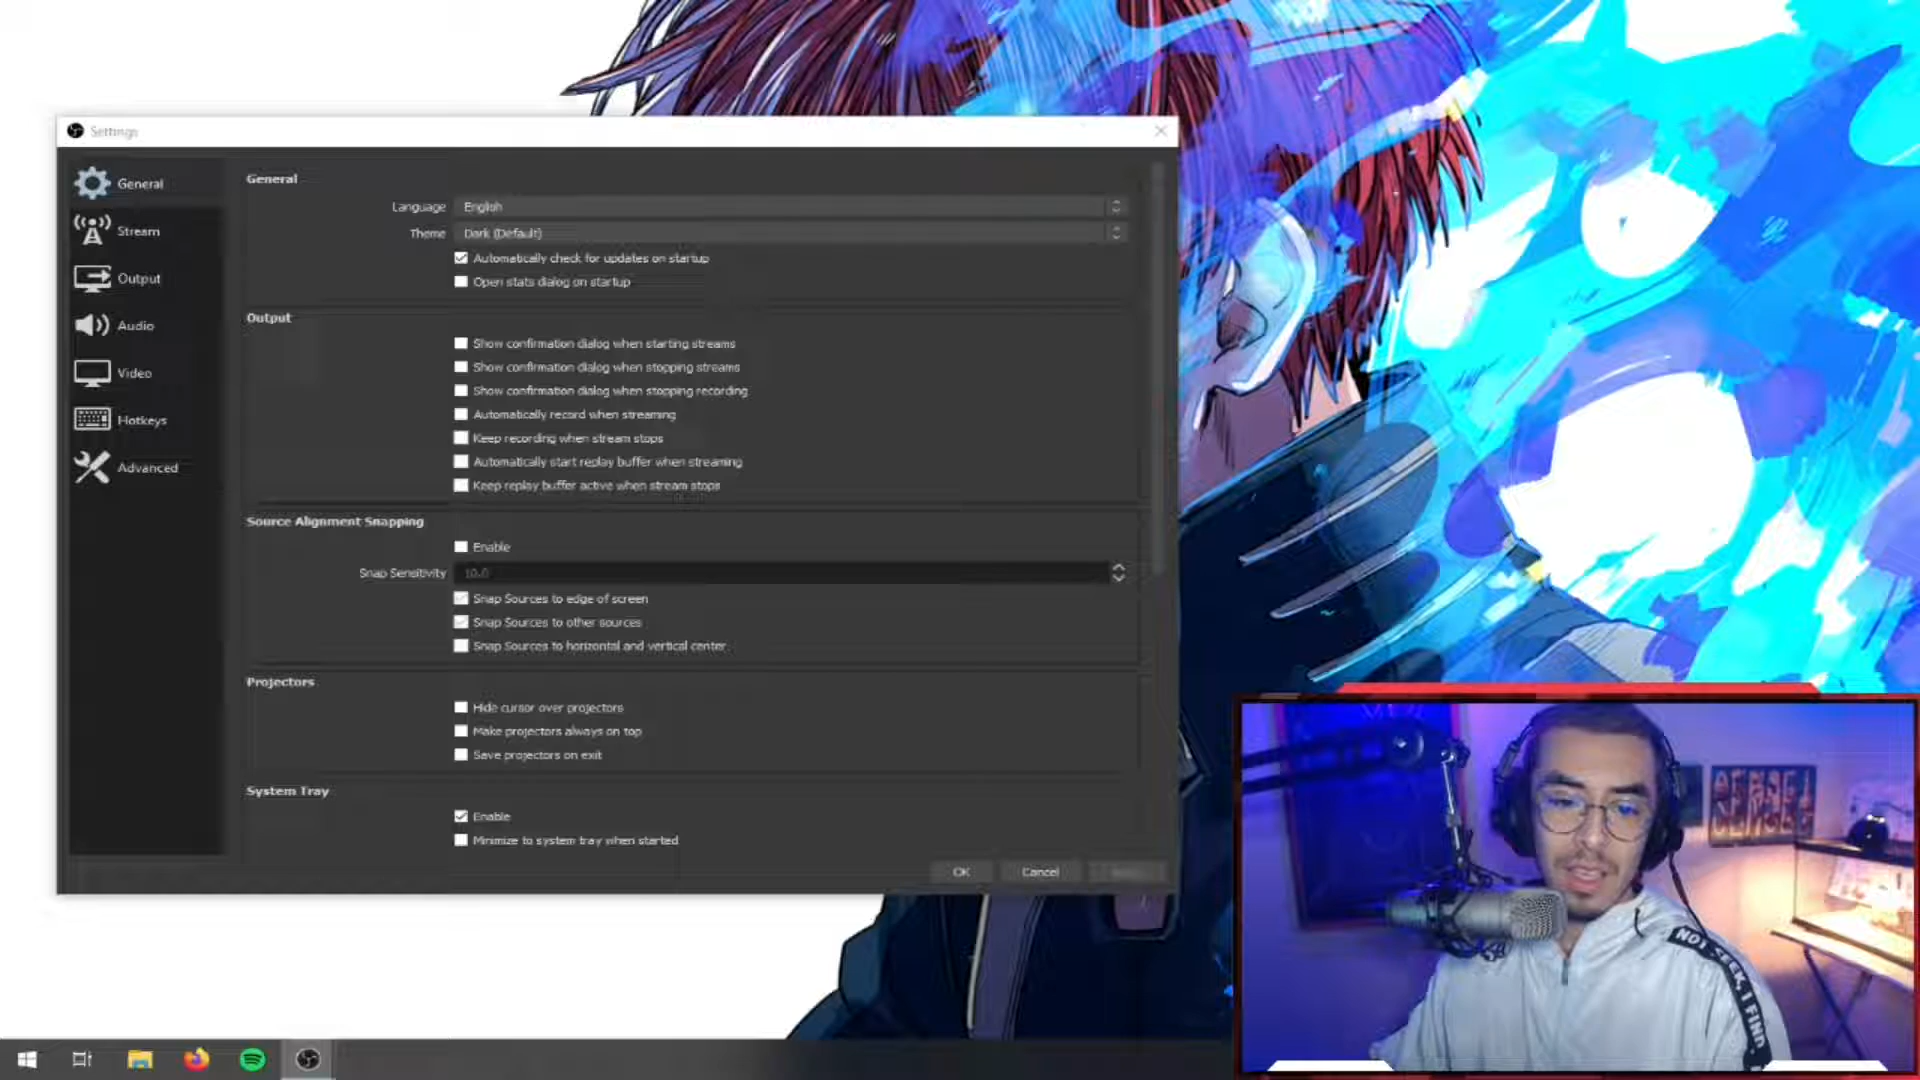 Settings
General
Stream
Output
Audio
Video
Hotkeys
Advanced
General
Language English
Theme Dark (Default)
Automatically check for updates on startup
Open stats dialog on startup
Output
Show confirmation dialog when starting streams
Show confirmation dialog when stopping streams
Show confirmation dialog when stopping recording
Automatically record when streaming
Keep recording when stream stops
Automatically start replay buffer when streaming
Keep replay buffer active when stream stops
Source Alignment Snapping
Enable
Snap Sensitivity 10.0
Snap Sources to edge of screen
Snap Sources to other sources
Snap Sources to horizontal and vertical center
Projectors
Hide cursor over projectors
Make projectors always on top
Save projectors on exit
System Tray
Enable
Minimize to system tray when started
OK Cancel
NOT SEEK, I FIND